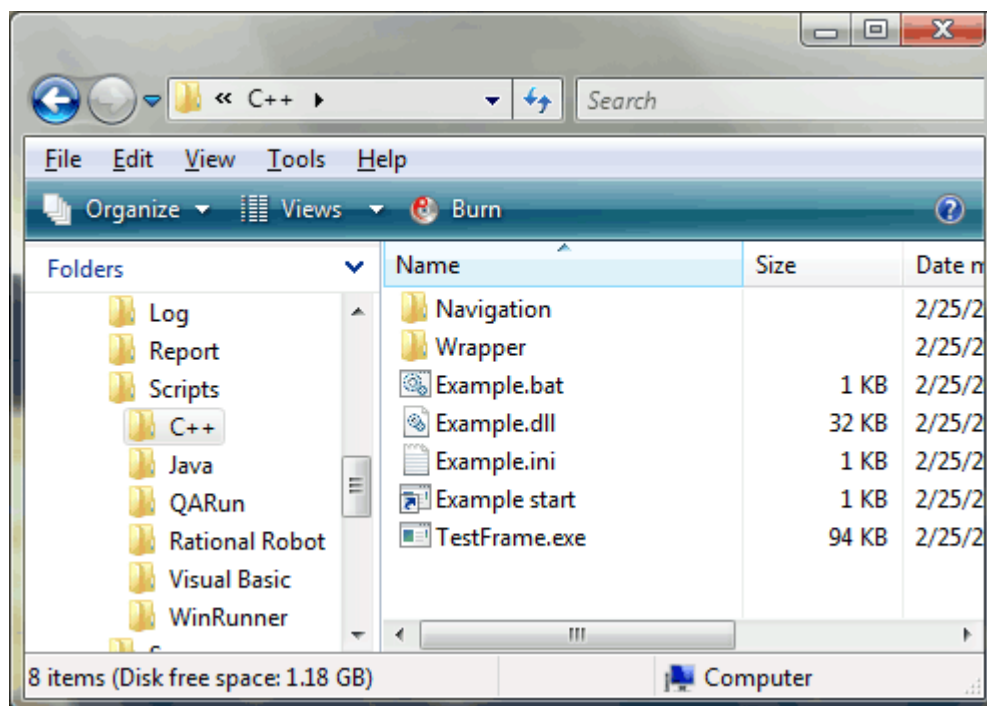 « C++
Search
File Edit View Tools Help
Organize Views Burn ?
Folders
Log
Report
Scripts
C++
Java
QARun
Rational Robot
Visual Basic
WinRunner
Name Size
Navigation 2/25/2
Wrapper 2/25/2
Example.bat 1 KB 2/25/2
Example.dll 32 KB 2/25/2
Example.ini 1 KB 2/25/2
Example start 1 KB 2/25/2
TestFrame.exe 94 KB 2/25/2
8 items (Disk free space: 1.18 GB) Computer